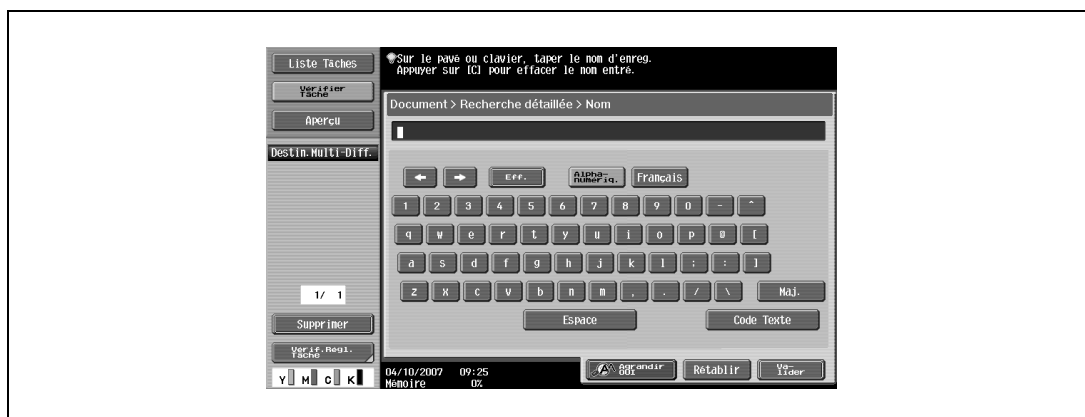 Liste Tâches
Vérifier
Tâche
Aperçu
Destin.Multi-Diff.
1/ 1
Supprimer
Vérif.Régl.
Tâche
Y M C K
Sur le pavé ou clavier, taper le nom d'enreg.
Appuyer sur [C] pour effacer le nom entré.
Document > Recherche détaillée > Nom
← → Eff. Alpha-
numériq. Français
1 2 3 4 5 6 7 8 9 0 - ^
q w e r t y u i o p @ [
a s d f g h j k l ; : ]
z x c v b n m , . / \ Maj.
Espace Code Texte
04/10/2007 09:25
Mémoire 0%
Agrandir
OUI
Rétablir
Va-
lider